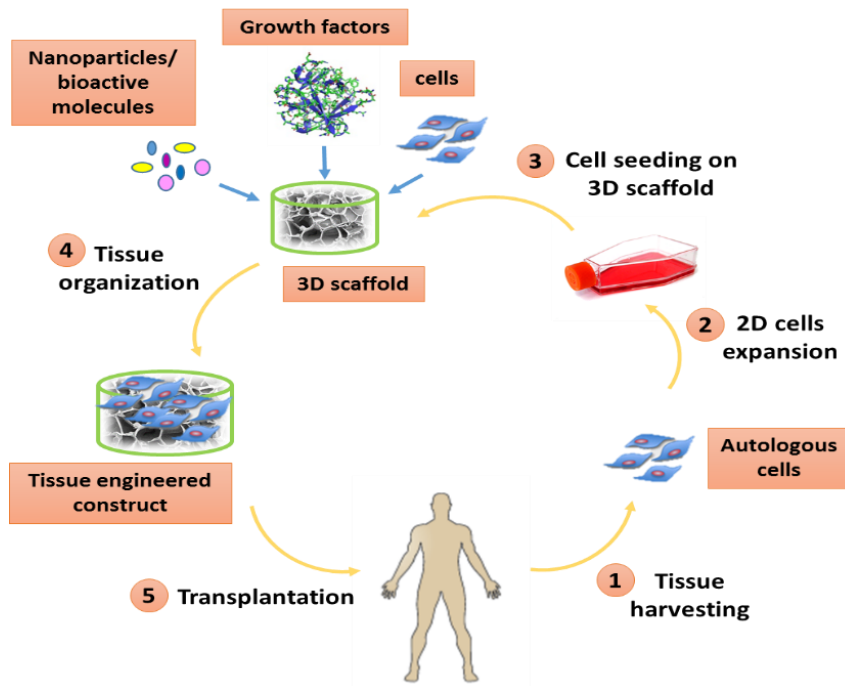 Growth factors
Nanoparticles/
bioactive
molecules
cells
3 Cell seeding on
3D scaffold
4 Tissue
organization
3D scaffold
2 2D cells
expansion
Autologous
cells
Tissue engineered
construct
5 Transplantation
1 Tissue
harvesting